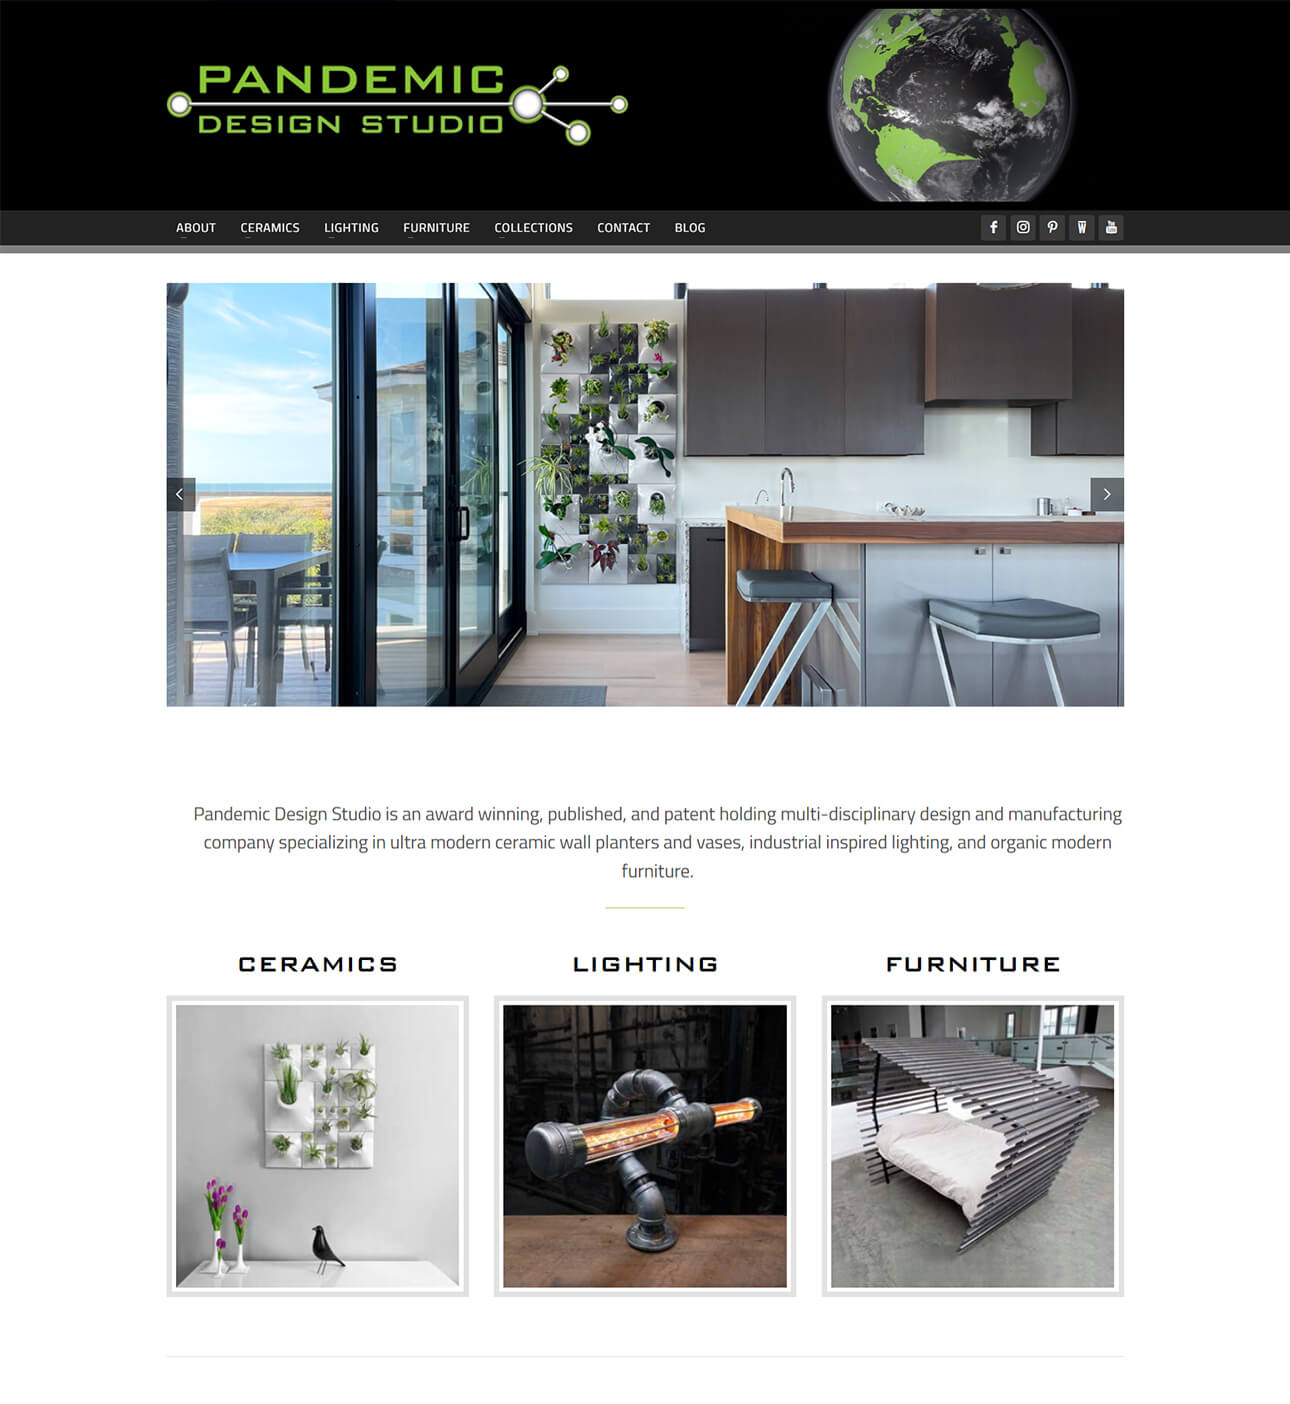 PANDEMIC
DESIGN STUDIO
ABOUT CERAMICS LIGHTING FURNITURE COLLECTIONS CONTACT BLOG
Pandemic Design Studio is an award winning, published, and patent holding multi-disciplinary design and manufacturing
company specializing in ultra modern ceramic wall planters and vases, industrial inspired lighting, and organic modern
furniture.
CERAMICS LIGHTING FURNITURE